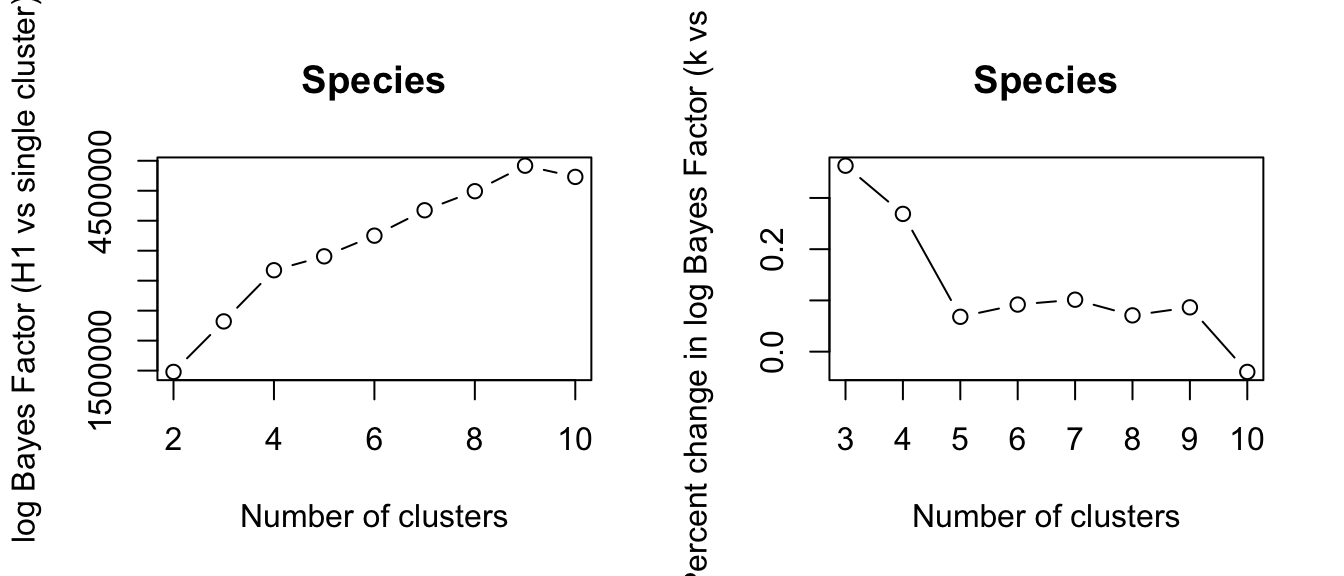 Species
log Bayes Factor (H1 vs single cluster)
4500000
1500000
2 4 6 8 10
Number of clusters
Species
Percent change in log Bayes Factor (k vs
0.2
0.0
3 4 5 6 7 8 9 10
Number of clusters